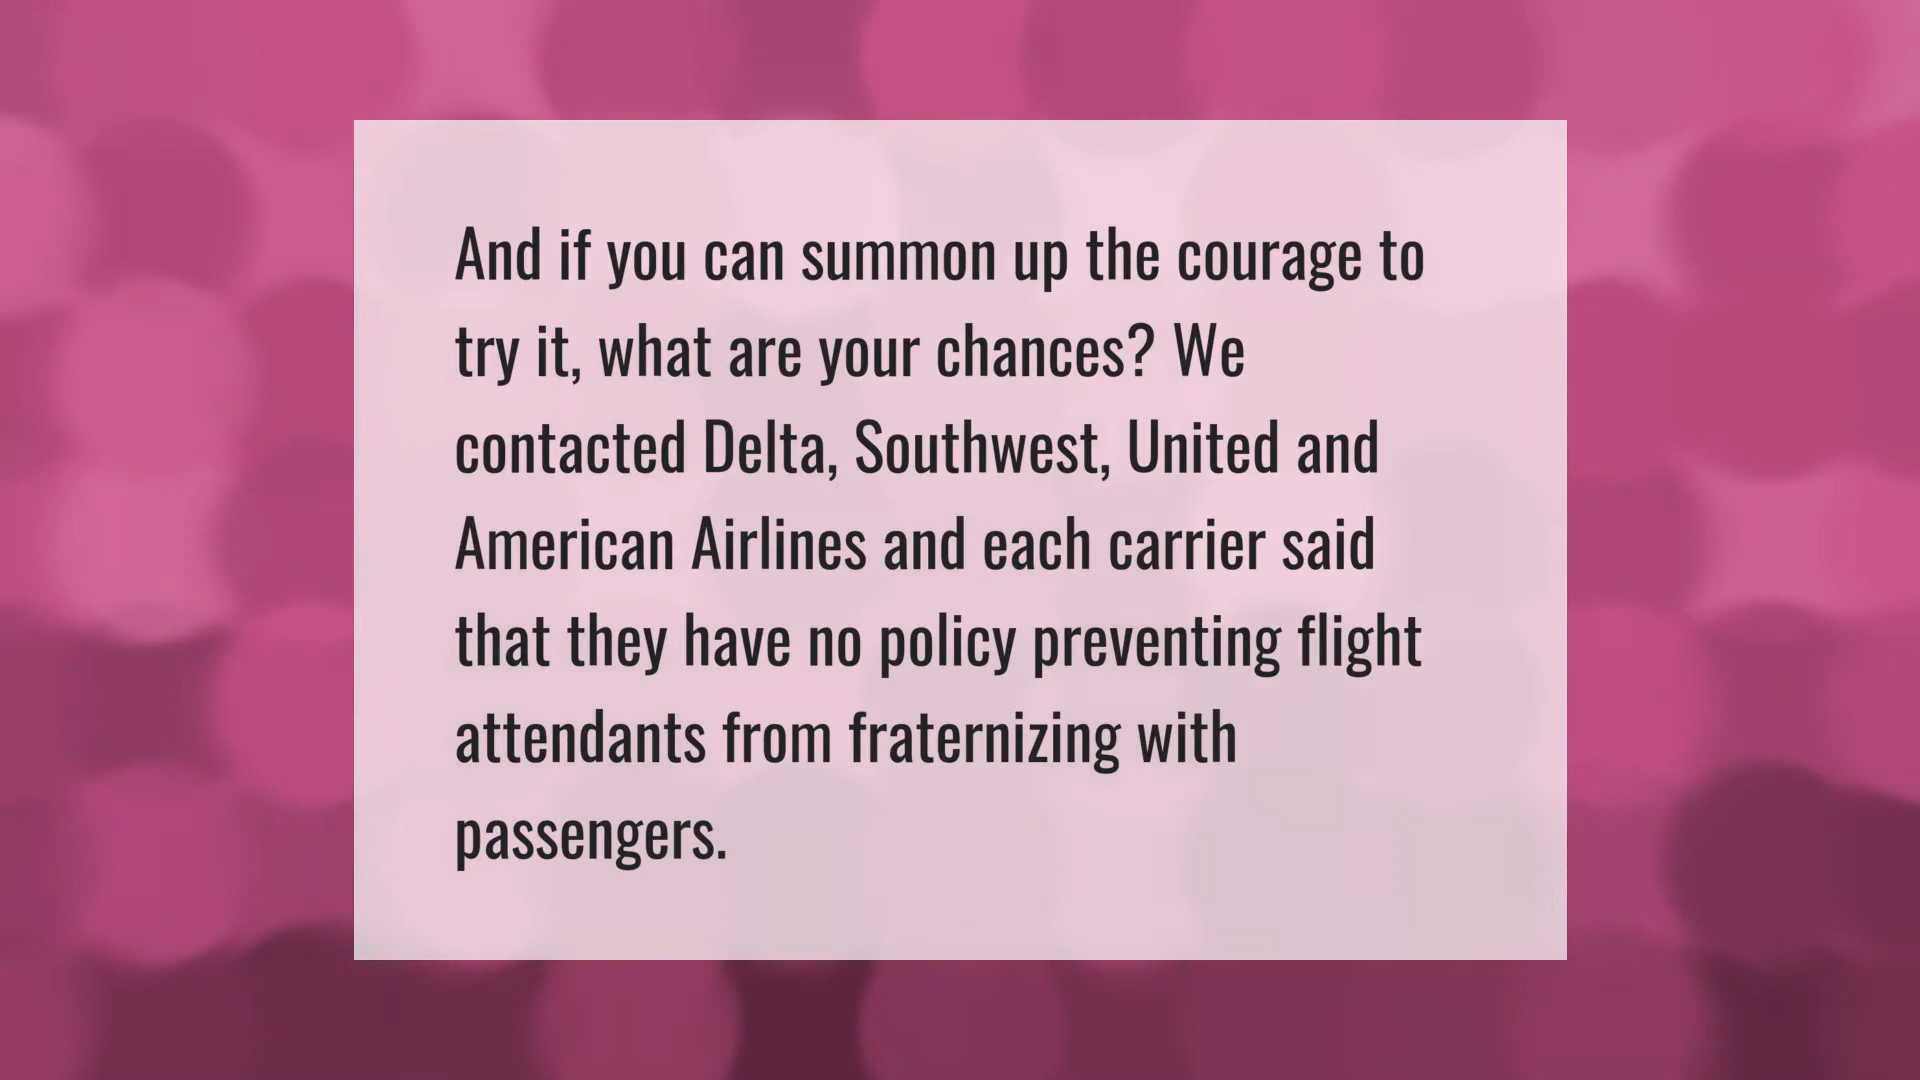 And if you can summon up the courage to
try it, what are your chances? We
contacted Delta, Southwest, United and
American Airlines and each carrier said
that they have no policy preventing flight
attendants from fraternizing with
passengers.